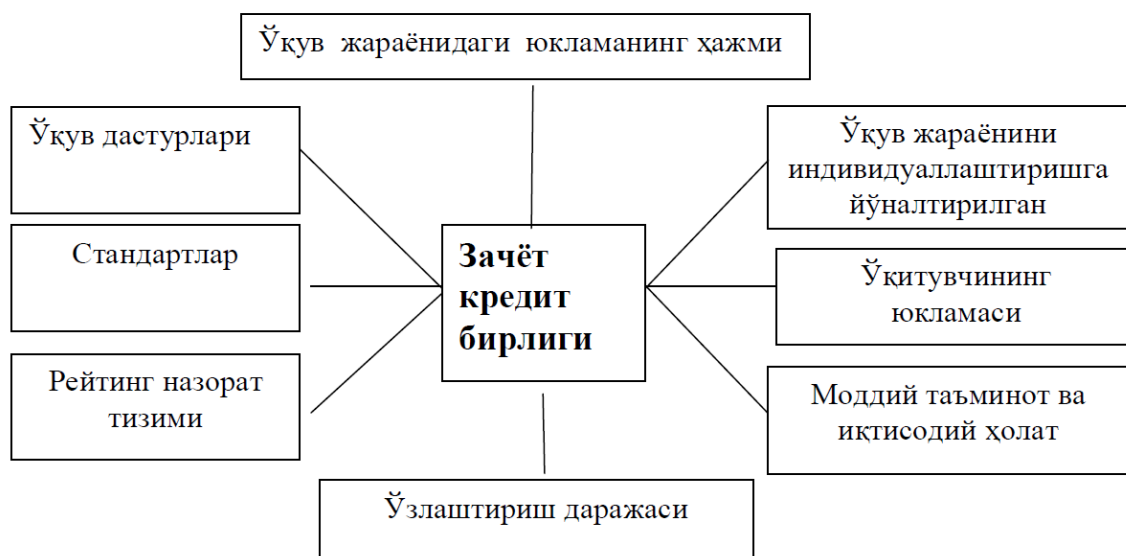 Ўқув жараёнидаги юкламанинг ҳажми
Ўқув дастурлари
Стандартлар
Рейтинг назорат
тизими
Зачёт
кредит
бирлиги
Ўқув жараёнини
индивидуаллаштиришга
йўналтирилган
Ўқитувчининг
юкламаси
Моддий таъминот ва
иқтисодий ҳолат
Ўзлаштириш даражаси